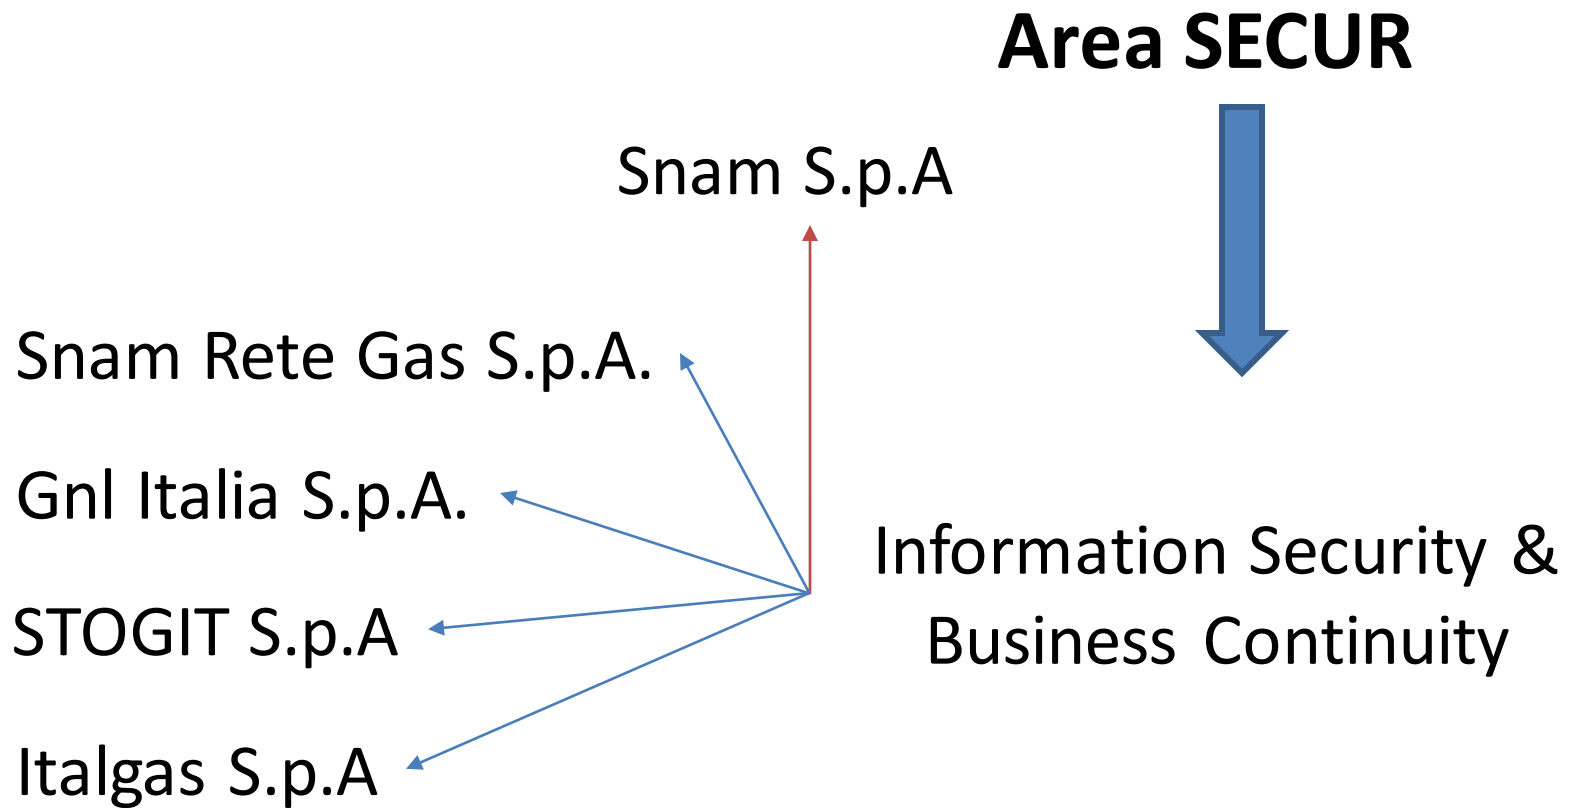 Area SECUR
Snam S.p.A
Snam Rete Gas S.p.A.
Gnl Italia S.p.A.
STOGIT S.p.A
Italgas S.p.A
Information Security &
Business Continuity